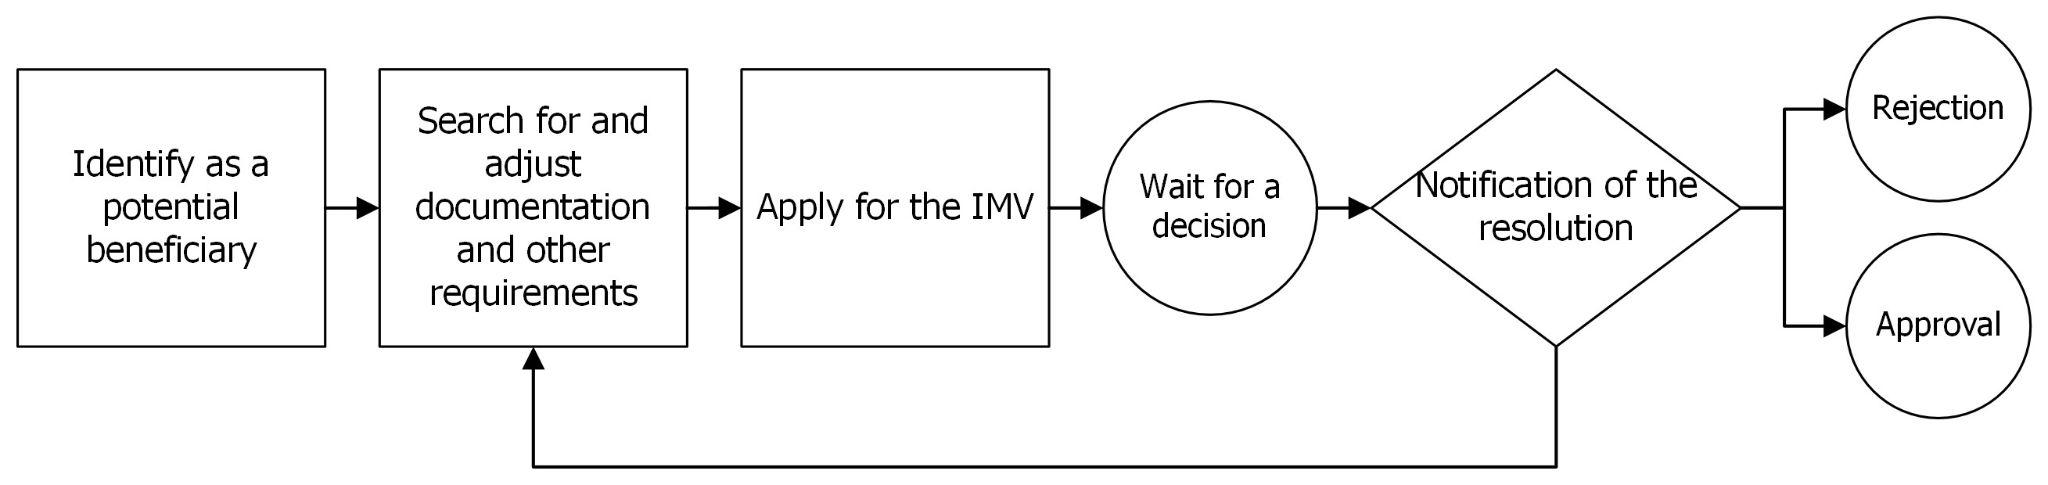 Identify as a
potential
beneficiary
Search for and
adjust
documentation
and other
requirements
Apply for the IMV
Wait for a
decision
Notification of the
resolution
Rejection
Approval